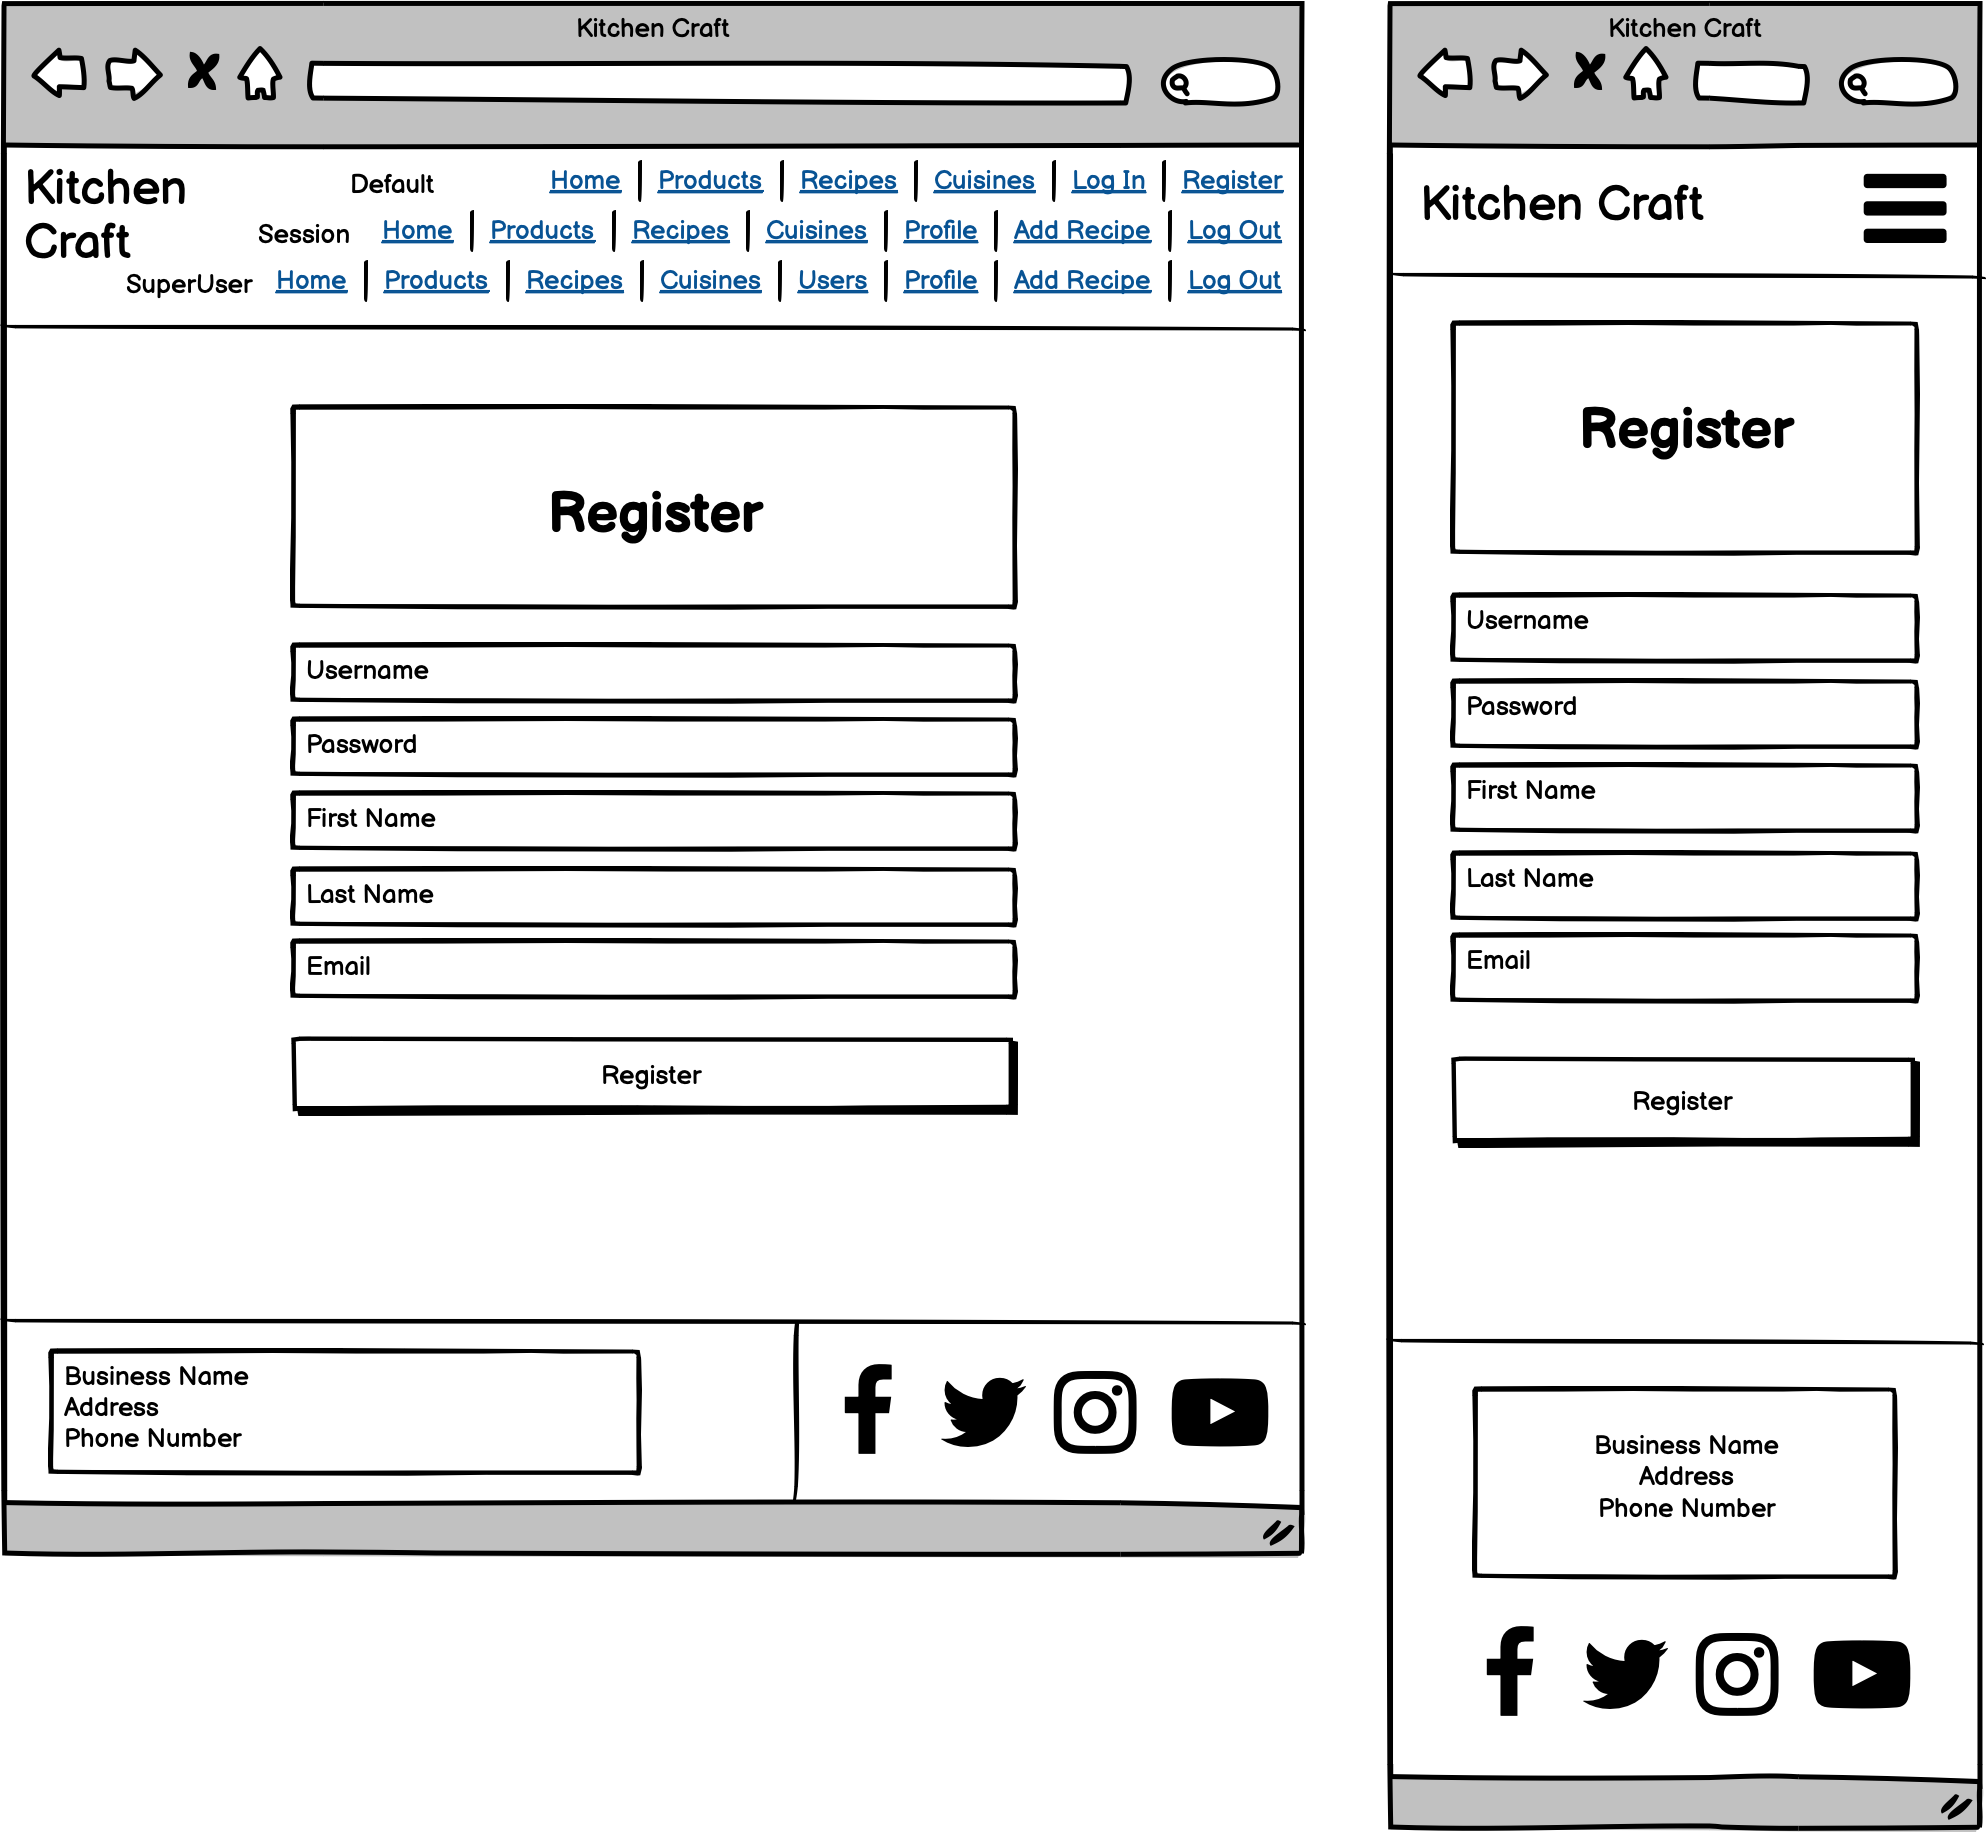 Kitchen Craft
Kitchen
Craft
Default Home Products Recipes Cuisines Log In Register
Session Home Products Recipes Cuisines Profile Add Recipe Log Out
SuperUser Home Products Recipes Cuisines Users Profile Add Recipe Log Out
Register
Username
Password
First Name
Last Name
Email
Register
Business Name
Address
Phone Number
Kitchen Craft
Kitchen Craft
Register
Username
Password
First Name
Last Name
Email
Register
Business Name
Address
Phone Number